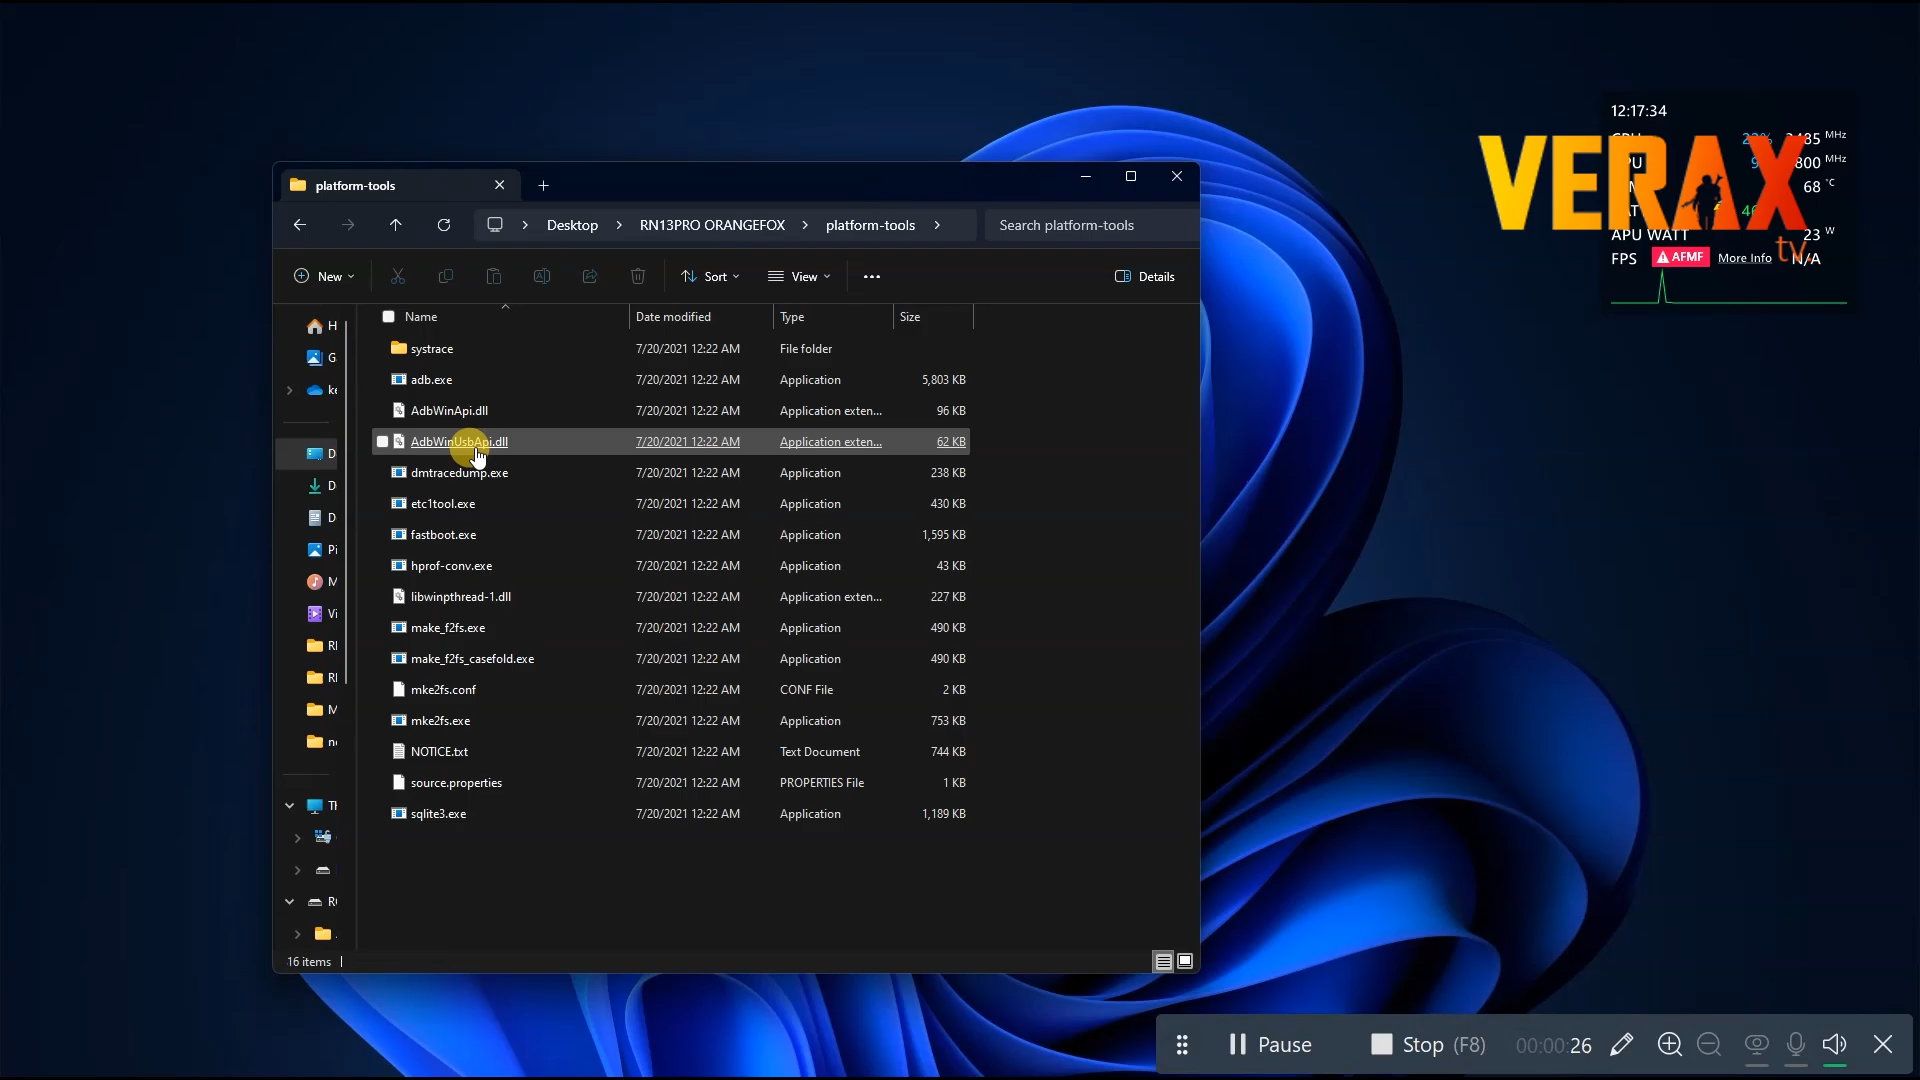 12:17:34
VERAX
tv
85 MHz
800 MHz
68 °C
APU WATT 23 W
FPS AFMF More Info N/A
platform-tools
Desktop > RN13PRO ORANGEFOX > platform-tools >
Search platform-tools
New
Sort
View
Details
Name Date modified Type Size
systrace 7/20/2021 12:22 AM File folder
adb.exe 7/20/2021 12:22 AM Application 5,803 KB
AdbWinApi.dll 7/20/2021 12:22 AM Application exten... 96 KB
AdbWinUsbApi.dll 7/20/2021 12:22 AM Application exten... 62 KB
dmtracedump.exe 7/20/2021 12:22 AM Application 238 KB
etc1tool.exe 7/20/2021 12:22 AM Application 430 KB
fastboot.exe 7/20/2021 12:22 AM Application 1,595 KB
hprof-conv.exe 7/20/2021 12:22 AM Application 43 KB
libwinpthread-1.dll 7/20/2021 12:22 AM Application exten... 227 KB
make_f2fs.exe 7/20/2021 12:22 AM Application 490 KB
make_f2fs_casefold.exe 7/20/2021 12:22 AM Application 490 KB
mke2fs.conf 7/20/2021 12:22 AM CONF File 2 KB
mke2fs.exe 7/20/2021 12:22 AM Application 753 KB
NOTICE.txt 7/20/2021 12:22 AM Text Document 744 KB
source.properties 7/20/2021 12:22 AM PROPERTIES File 1 KB
sqlite3.exe 7/20/2021 12:22 AM Application 1,189 KB
16 items
Pause
Stop (F8)
00:00:26